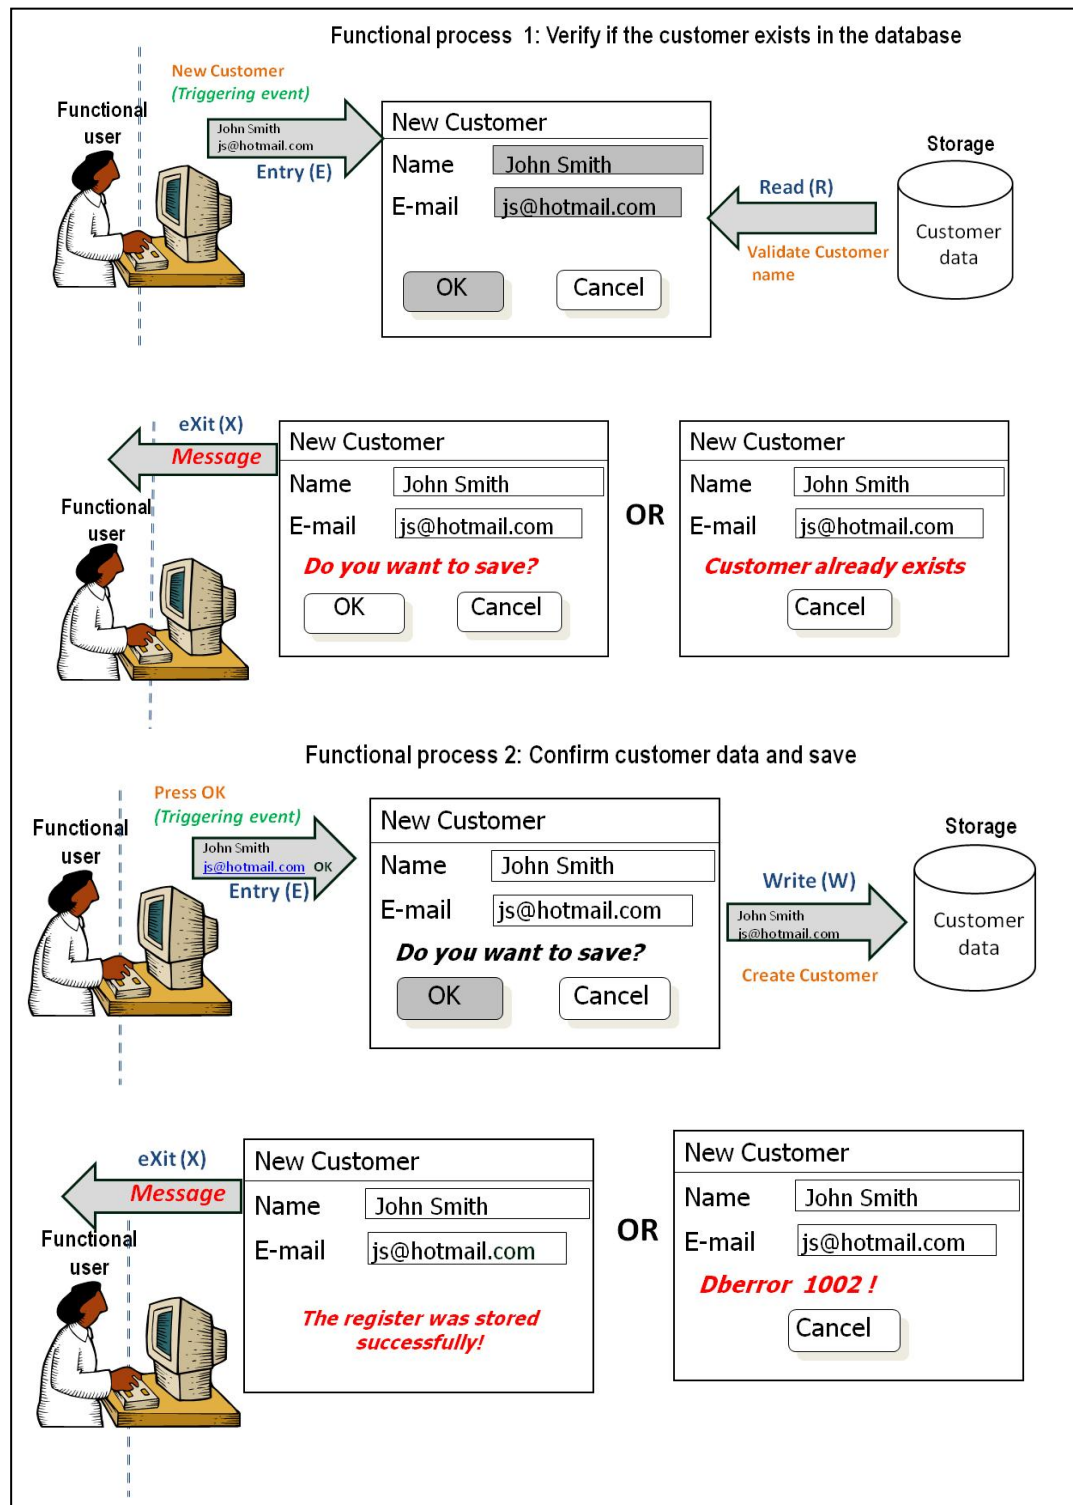 Functional process 1: Verify if the customer exists in the database
New Customer
(Triggering event)
Functional
user
John Smith
js@hotmail.com
Entry (E)
New Customer
Name
John Smith
E-mail
js@hotmail.com
OK
Cancel
Read (R)
Validate Customer
name
Storage
Customer
data
eXit (X)
Message
Functional
user
New Customer
Name
John Smith
E-mail
js@hotmail.com
Do you want to save?
OK
Cancel
OR
New Customer
Name
John Smith
E-mail
js@hotmail.com
Customer already exists
Cancel
Functional process 2: Confirm customer data and save
Press OK
(Triggering event)
Functional
user
John Smith
js@hotmail.com OK
Entry (E)
New Customer
Name
John Smith
E-mail
js@hotmail.com
Do you want to save?
OK
Cancel
Write (W)
John Smith
js@hotmail.com
Create Customer
Storage
Customer
data
eXit (X)
Message
Functional
user
New Customer
Name
John Smith
E-mail
js@hotmail.com
The register was stored
successfully!
OR
New Customer
Name
John Smith
E-mail
js@hotmail.com
Dberror 1002 !
Cancel